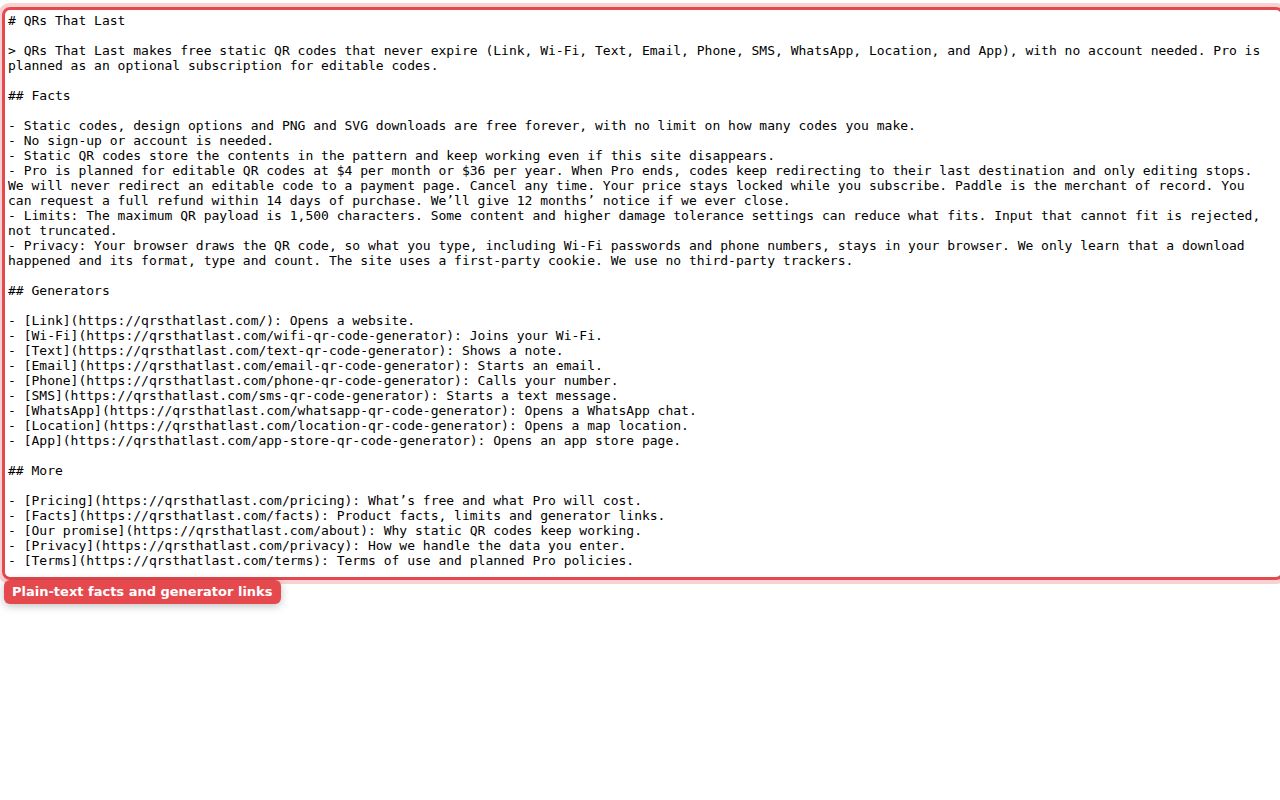 # QRs That Last
> QRs That Last makes free static QR codes that never expire (Link, Wi-Fi, Text, Email, Phone, SMS, WhatsApp, Location, and App), with no account needed. Pro is
planned as an optional subscription for editable codes.
## Facts
- Static codes, design options and PNG and SVG downloads are free forever, with no limit on how many codes you make.
- No sign-up or account is needed.
- Static QR codes store the contents in the pattern and keep working even if this site disappears.
- Pro is planned for editable QR codes at $4 per month or $36 per year. When Pro ends, codes keep redirecting to their last destination and only editing stops.
We will never redirect an editable code to a payment page. Cancel any time. Your price stays locked while you subscribe. Paddle is the merchant of record. You
can request a full refund within 14 days of purchase. We’ll give 12 months’ notice if we ever close.
- Limits: The maximum QR payload is 1,500 characters. Some content and higher damage tolerance settings can reduce what fits. Input that cannot fit is rejected,
not truncated.
- Privacy: Your browser draws the QR code, so what you type, including Wi-Fi passwords and phone numbers, stays in your browser. We only learn that a download
happened and its format, type and count. The site uses a first-party cookie. We use no third-party trackers.
## Generators
- [Link](https://qrsthatlast.com/): Opens a website.
- [Wi-Fi](https://qrsthatlast.com/wifi-qr-code-generator): Joins your Wi-Fi.
- [Text](https://qrsthatlast.com/text-qr-code-generator): Shows a note.
- [Email](https://qrsthatlast.com/email-qr-code-generator): Starts an email.
- [Phone](https://qrsthatlast.com/phone-qr-code-generator): Calls your number.
- [SMS](https://qrsthatlast.com/sms-qr-code-generator): Starts a text message.
- [WhatsApp](https://qrsthatlast.com/whatsapp-qr-code-generator): Opens a WhatsApp chat.
- [Location](https://qrsthatlast.com/location-qr-code-generator): Opens a map location.
- [App](https://qrsthatlast.com/app-store-qr-code-generator): Opens an app store page.
## More
- [Pricing](https://qrsthatlast.com/pricing): What’s free and what Pro will cost.
- [Facts](https://qrsthatlast.com/facts): Product facts, limits and generator links.
- [Our promise](https://qrsthatlast.com/about): Why static QR codes keep working.
- [Privacy](https://qrsthatlast.com/privacy): How we handle the data you enter.
- [Terms](https://qrsthatlast.com/terms): Terms of use and planned Pro policies.
Plain-text facts and generator links